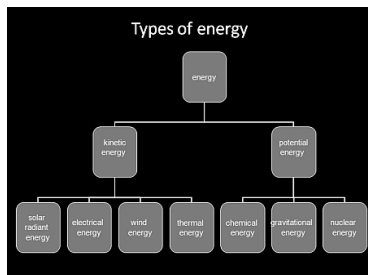 Types of energy
energy
kinetic
energy
potential
energy
solar
radiant
energy
electrical
energy
wind
energy
thermal
energy
chemical
energy
gravitational
energy
nuclear
energy